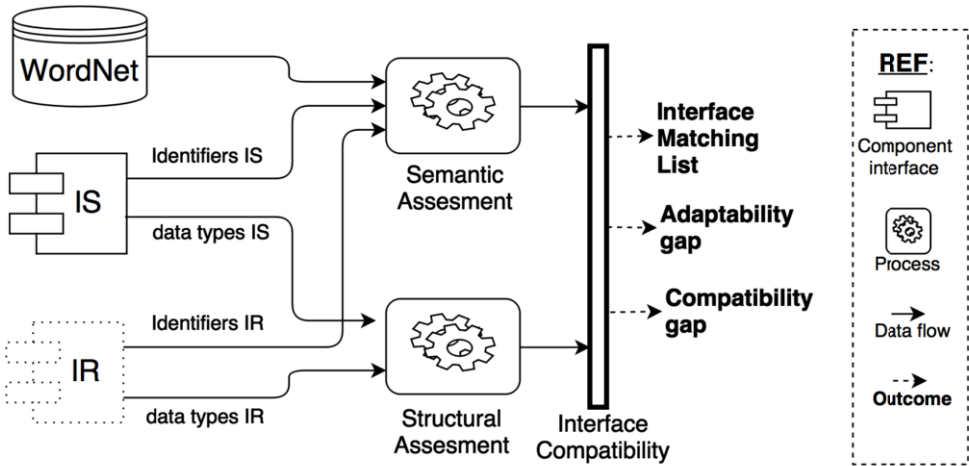 WordNet
Identifiers IS
IS
data types IS
Identifiers IR
IR
data types IR
Semantic
Assesment
Structural
Assesment
Interface
Compatibility
Interface
Matching
List
Adaptability
gap
Compatibility
gap
REF:
Component
interface
Process
Data flow
Outcome